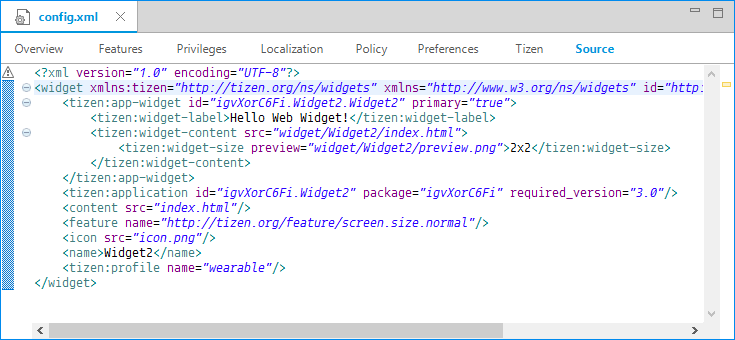 config.xml
Overview Features Privileges Localization Policy Preferences Tizen Source
<?xml version="1.0" encoding="UTF-8"?>
<widget xmlns:tizen="http://tizen.org/ns/widgets" xmlns="http://www.w3.org/ns/widgets" id="http:
<tizen:app-widget id="igvXorC6Fi.Widget2.Widget2" primary="true">
<tizen:widget-label>Hello Web Widget!</tizen:widget-label>
<tizen:widget-content src="widget/Widget2/index.html">
<tizen:widget-size preview="widget/Widget2/preview.png">2x2</tizen:widget-size>
</tizen:widget-content>
</tizen:app-widget>
<tizen:application id="igvXorC6Fi.Widget2" package="igvXorC6Fi" required_version="3.0"/>
<content src="index.html"/>
<feature name="http://tizen.org/feature/screen.size.normal"/>
<icon src="icon.png"/>
<name>Widget2</name>
<tizen:profile name="wearable"/>
</widget>